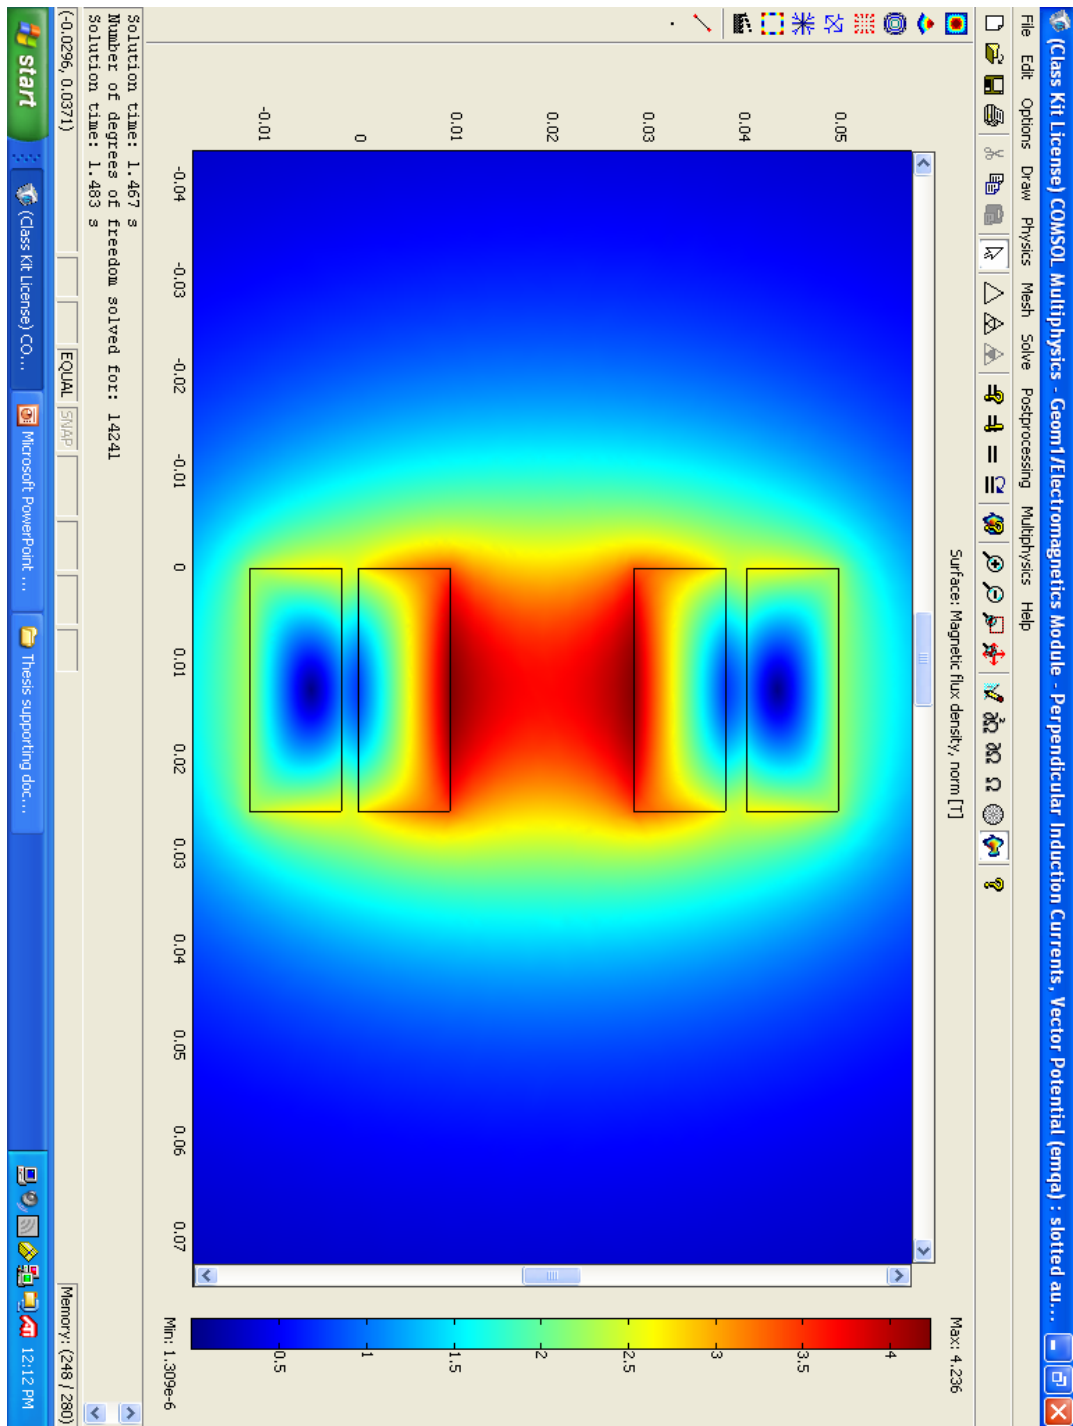 (Class Kit License) COMSOL Multiphysics - Geom1/Electromagnetics Module - Perpendicular Induction Currents, Vector Potential (emqa) : slotted au...
File Edit Options Draw Physics Mesh Solve Postprocessing Multiphysics Help
Surface: Magnetic flux density, norm [T]
Max: 4.236
0.05
0.04
0.03
0.02
0.01
0
-0.01
-0.04 -0.03 -0.02 -0.01 0 0.01 0.02 0.03 0.04 0.05 0.06 0.07
4
3.5
3
2.5
2
1.5
1
0.5
Min: 1.309e-6
Solution time: 1.467 s
Number of degrees of freedom solved for: 14241
Solution time: 1.483 s
(-0.0296, 0.0371) EQUAL SNAP Memory: (248 / 280)
start (Class Kit License) CO... Microsoft PowerPoint ... Thesis supporting doc... 12:12 PM